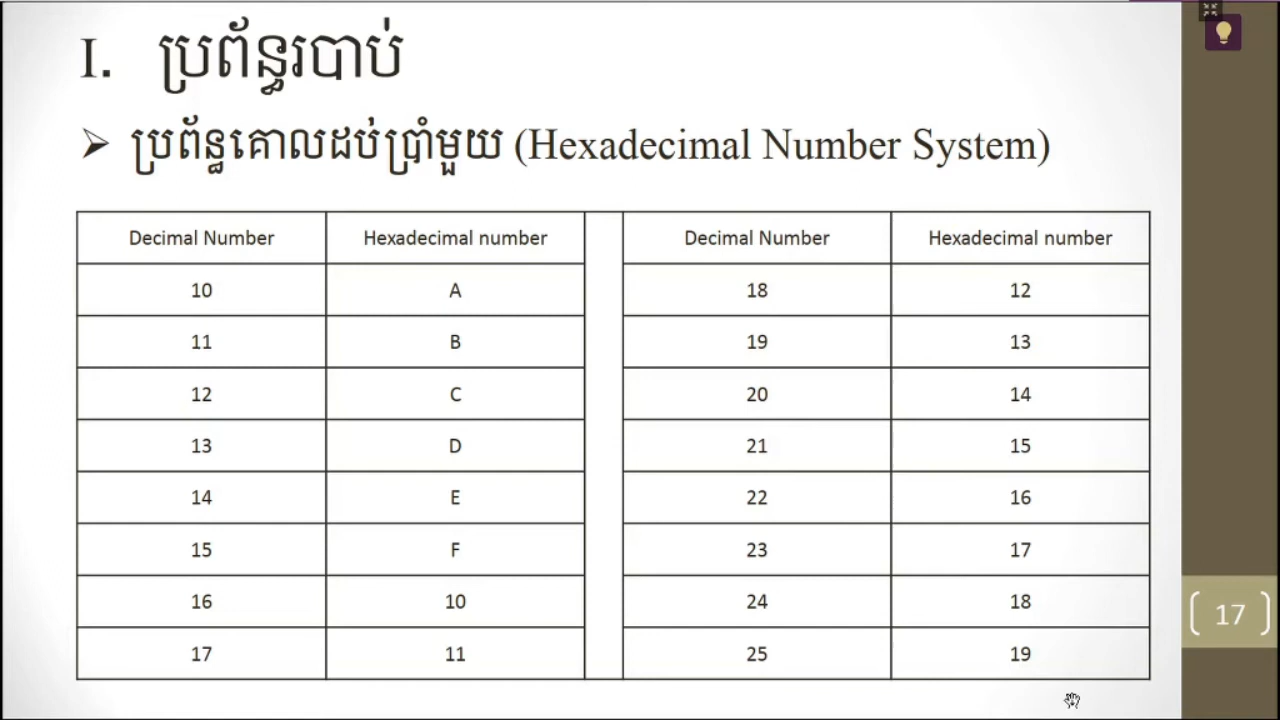 I. ប្រព័ន្ធរបាប់
➢ ប្រព័ន្ធគោលដប់ប្រាំមួយ (Hexadecimal Number System)
Decimal Number Hexadecimal number Decimal Number Hexadecimal number
10 A 18 12
11 B 19 13
12 C 20 14
13 D 21 15
14 E 22 16
15 F 23 17
16 10 24 18
17 11 25 19
17